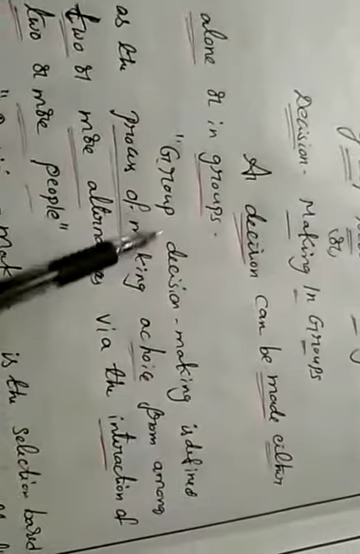 Decision - Making In Groups
A decision can be made either
alone or in groups.
"Group decision - making is defined
as the process of making a choice from among
two or more alternatives via the interaction of
two or more people"
is the selection based